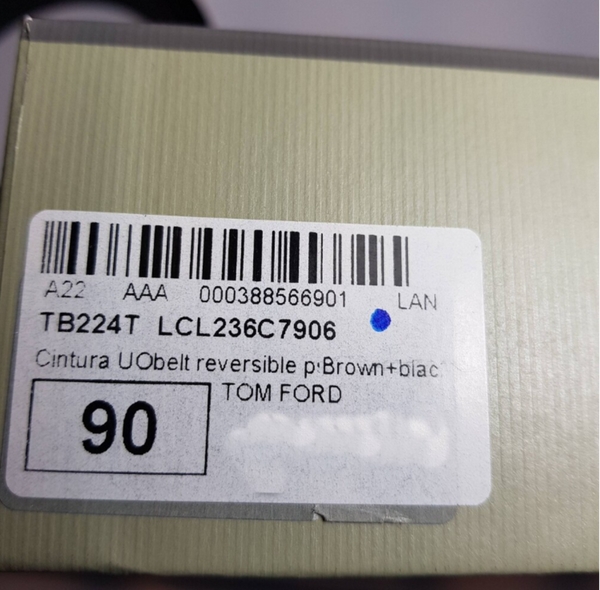 A22 AAA 000388566901 LAN
TB224T LCL236C7906
Cintura UObelt reversible p:Brown+blac
TOM FORD
90